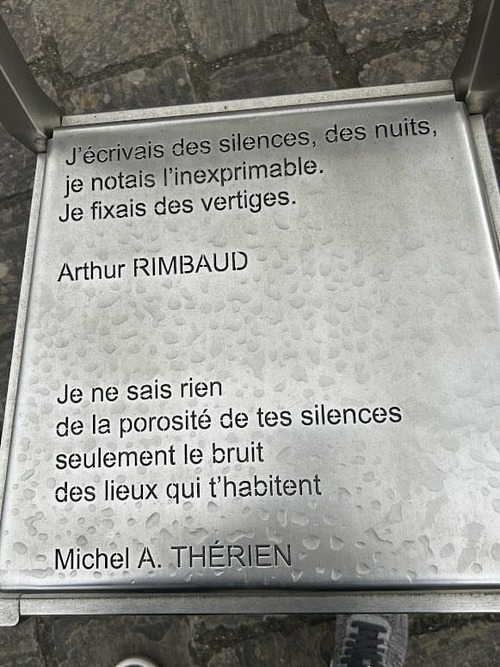 J'écrivais des silences, des nuits,
je notais l'inexprimable.
Je fixais des vertiges.
Arthur RIMBAUD
Je ne sais rien
de la porosité de tes silences
seulement le bruit
des lieux qui t'habitent
Michel A. THÉRIEN